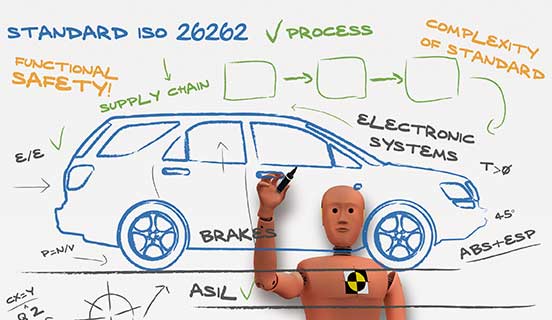 STANDARD ISO 26262
✓ PROCESS
COMPLEXITY
OF STANDARD
FUNCTIONAL
SAFETY!
SUPPLY CHAIN
ELECTRONIC
SYSTEMS
E/E ✓
T>0
45°
ABS+ESP
BRAKES
P=N/V
ASIL ✓